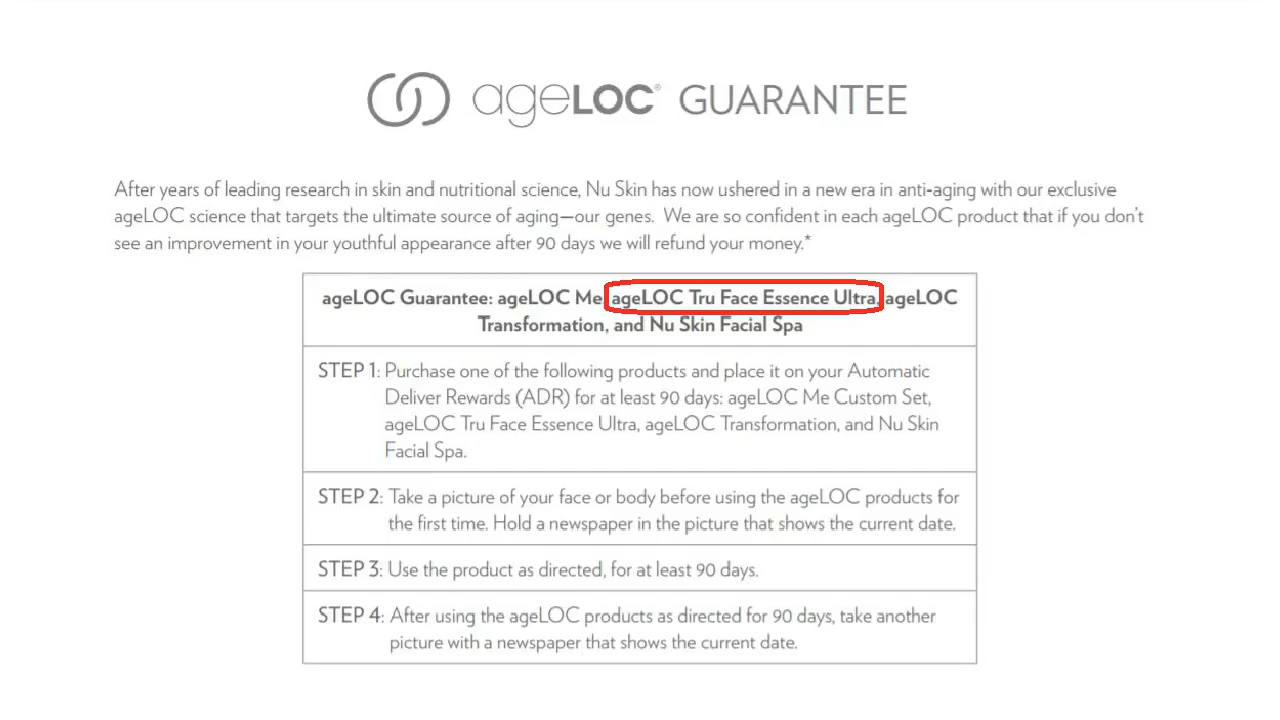 ageLOC® GUARANTEE
After years of leading research in skin and nutritional science, Nu Skin has now ushered in a new era in anti-aging with our exclusive
ageLOC science that targets the ultimate source of aging—our genes. We are so confident in each ageLOC product that if you don't
see an improvement in your youthful appearance after 90 days we will refund your money.*
ageLOC Guarantee: ageLOC Me, ageLOC Tru Face Essence Ultra, ageLOC
Transformation, and Nu Skin Facial Spa
STEP 1: Purchase one of the following products and place it on your Automatic
Deliver Rewards (ADR) for at least 90 days: ageLOC Me Custom Set,
ageLOC Tru Face Essence Ultra, ageLOC Transformation, and Nu Skin
Facial Spa.
STEP 2: Take a picture of your face or body before using the ageLOC products for
the first time. Hold a newspaper in the picture that shows the current date.
STEP 3: Use the product as directed, for at least 90 days.
STEP 4: After using the ageLOC products as directed for 90 days, take another
picture with a newspaper that shows the current date.